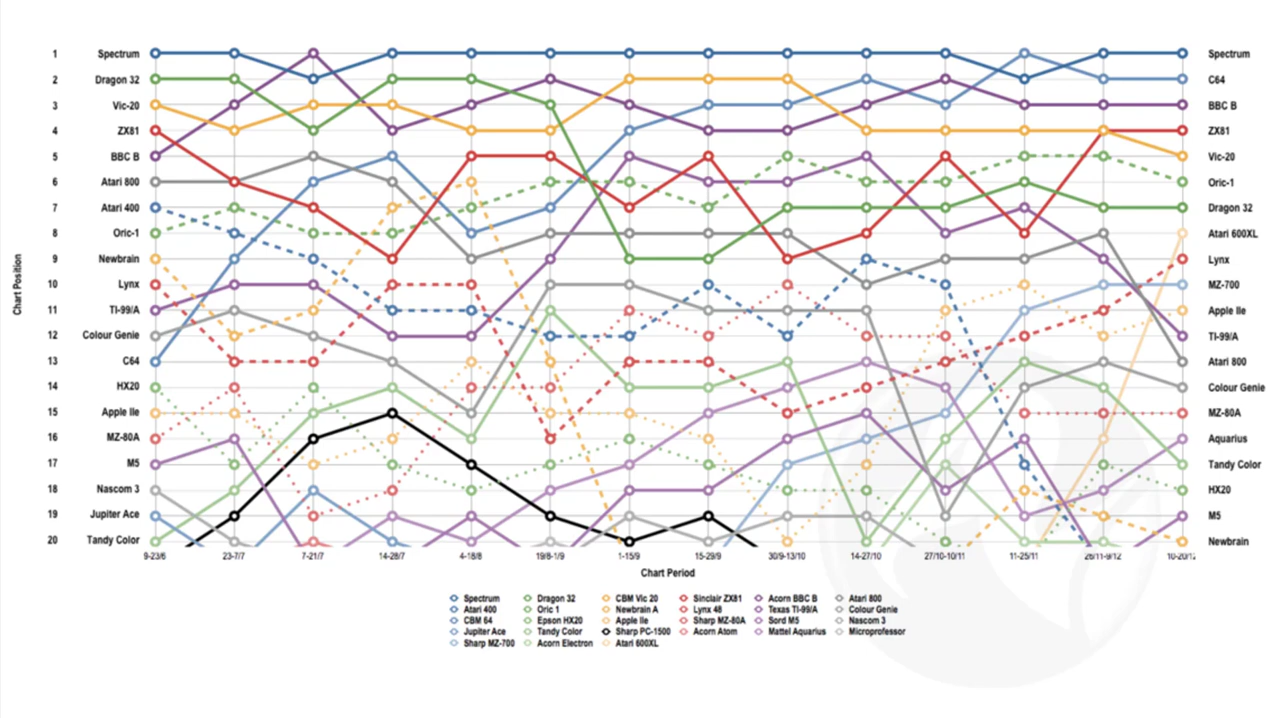 1 Spectrum Spectrum
2 Dragon 32 C64
3 Vic-20 BBC B
4 ZX81 ZX81
5 BBC B Vic-20
6 Atari 800 Oric-1
7 Atari 400 Dragon 32
8 Oric-1 Atari 600XL
9 Newbrain Lynx
10 Lynx MZ-700
11 TI-99/A Apple IIe
12 Colour Genie TI-99/A
13 C64 Atari 800
14 HX20 Colour Genie
15 Apple IIe MZ-80A
16 MZ-80A Aquarius
17 M5 Tandy Color
18 Nascom 3 HX20
19 Jupiter Ace M5
20 Tandy Color Newbrain
Chart Position
9-23/6 23-7/7 7-21/7 14-28/7 4-18/8 19/8-1/9 1-15/9 15-29/9 30/9-13/10 14-27/10 27/10-10/11 11-25/11 26/11-9/12 10-20/12
Chart Period
Spectrum Dragon 32 CBM Vic 20 Sinclair ZX81 Acorn BBC B Atari 800
Atari 400 Oric 1 Newbrain A Lynx 48 Texas TI-99/A Colour Genie
CBM 64 Epson HX20 Apple IIe Sharp MZ-80A Sord M5 Nascom 3
Jupiter Ace Tandy Color Sharp PC-1500 Acorn Atom Mattel Aquarius Microprofessor
Sharp MZ-700 Acorn Electron Atari 600XL